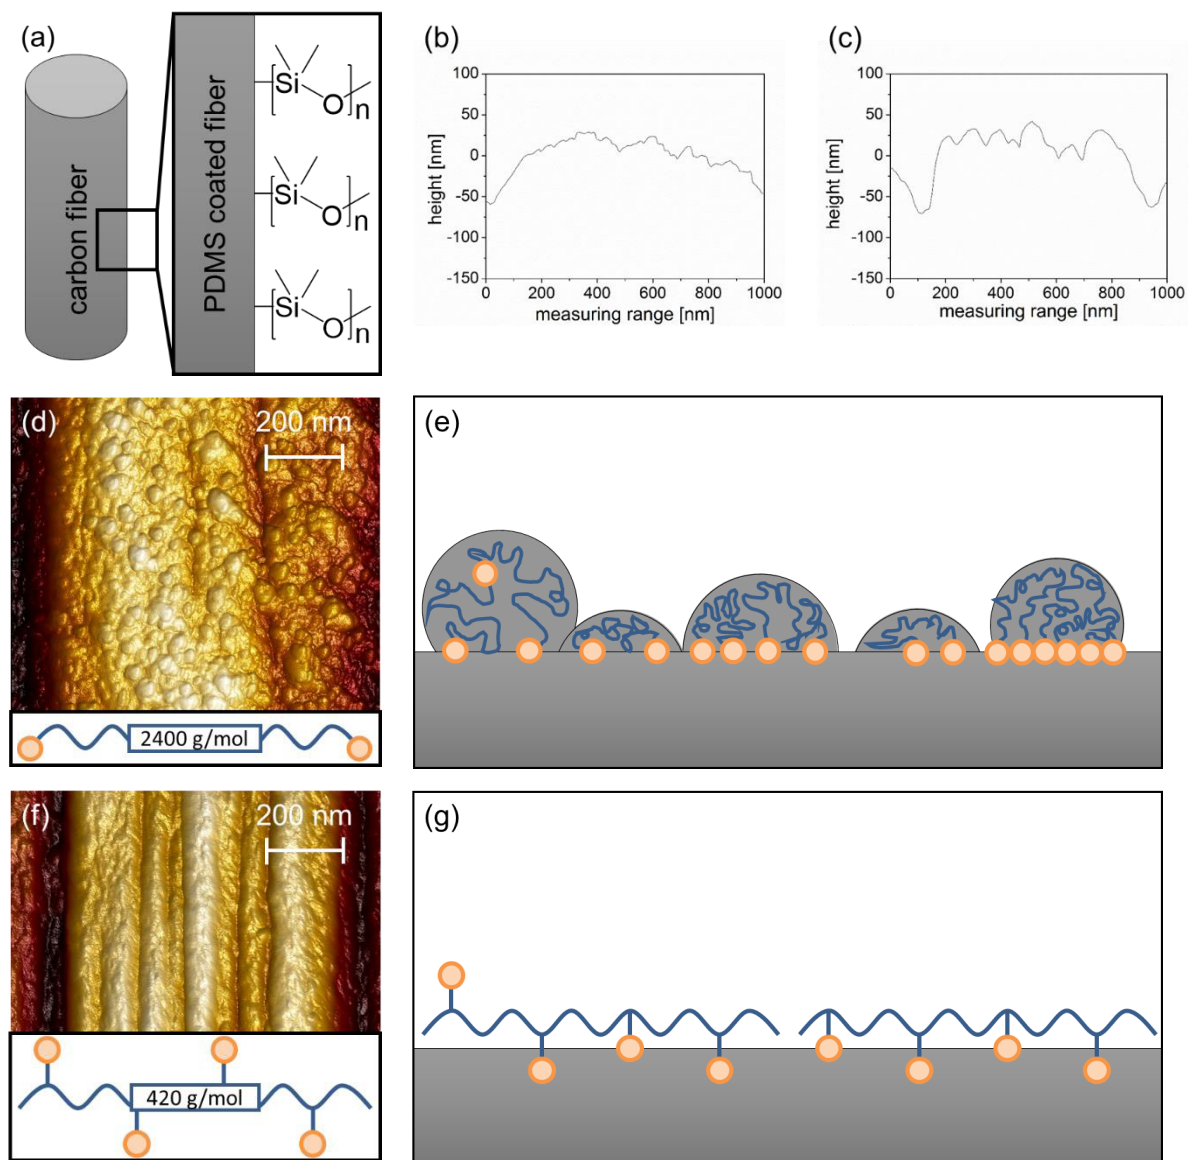 (a)
carbon fiber
PDMS coated fiber
Si
O
n
Si
O
n
Si
O
n
(b)
100
50
0
-50
-100
-150
height [nm]
0 200 400 600 800 1000
measuring range [nm]
(c)
100
50
0
-50
-100
-150
height [nm]
0 200 400 600 800 1000
measuring range [nm]
(d)
200 nm
2400 g/mol
(e)
(f)
200 nm
420 g/mol
(g)